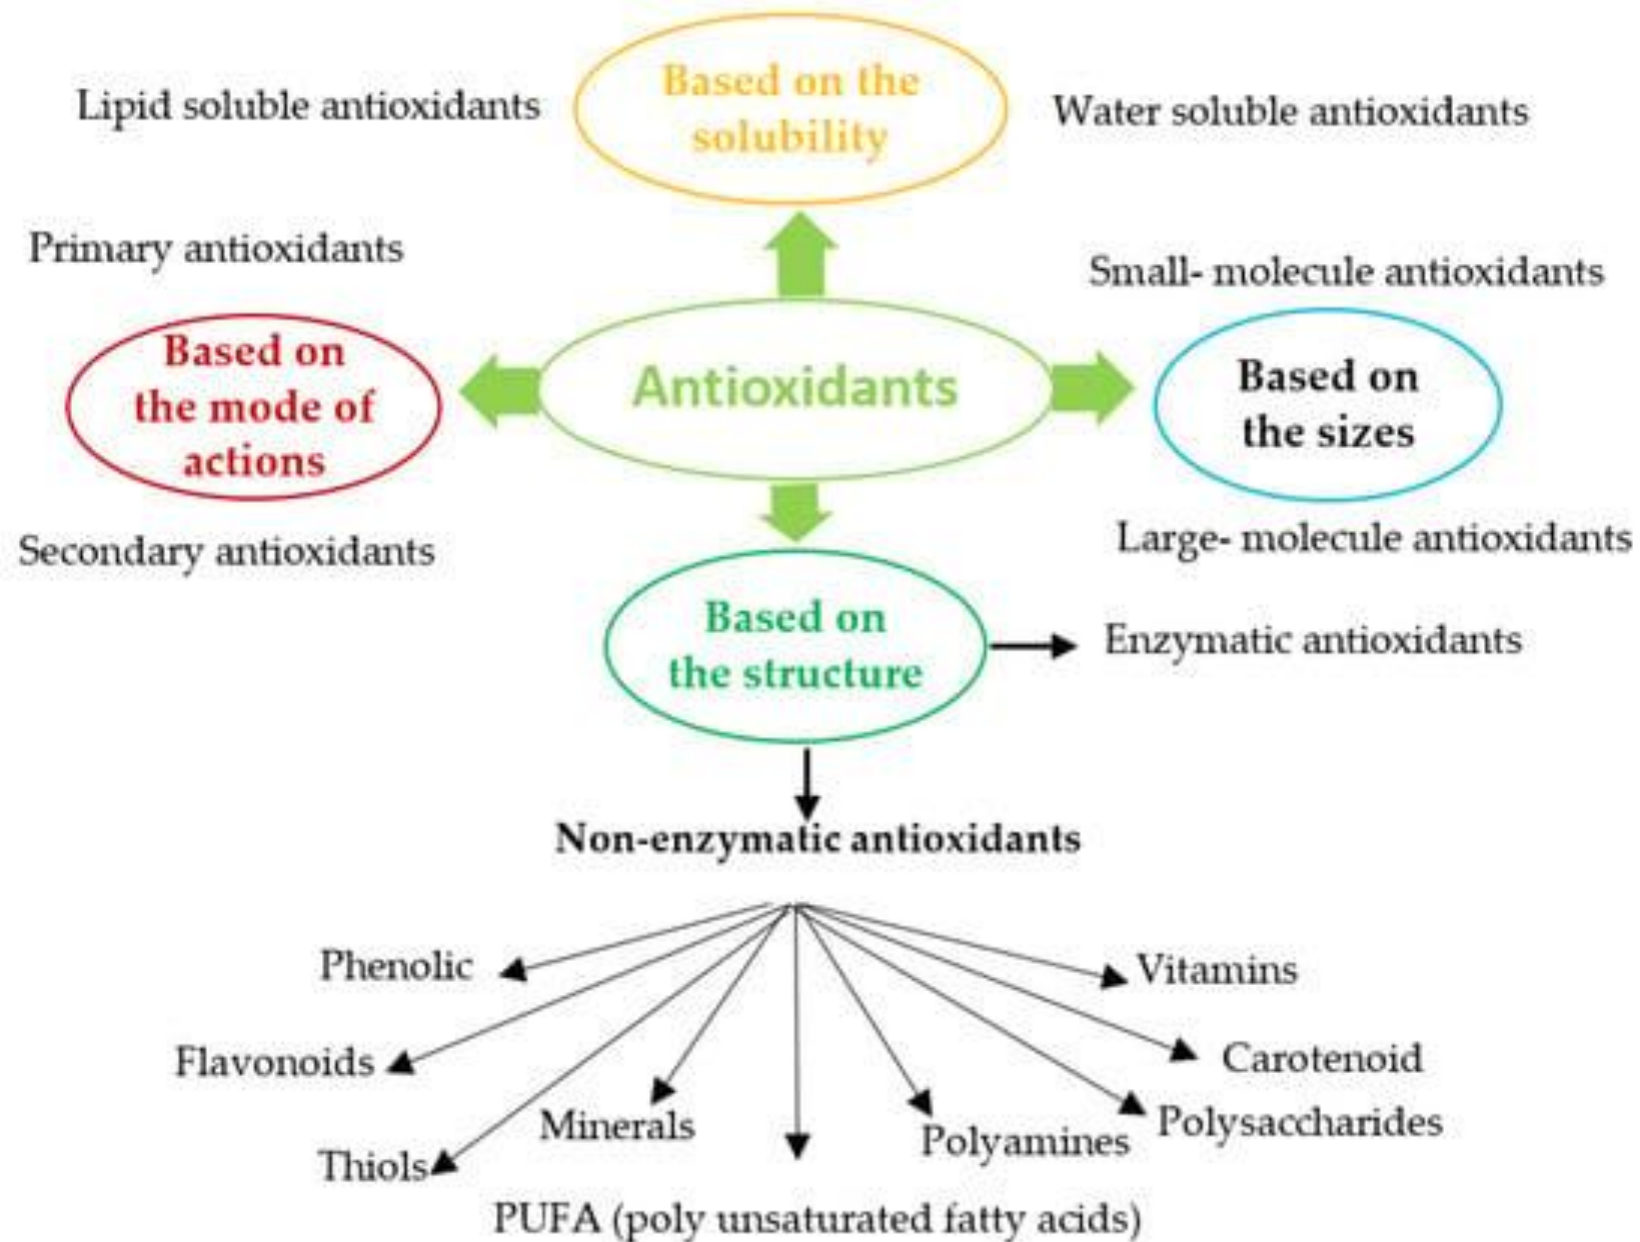 Based on the
solubility
Lipid soluble antioxidants
Water soluble antioxidants
Primary antioxidants
Small- molecule antioxidants
Based on
the mode of
actions
Antioxidants
Based on
the sizes
Secondary antioxidants
Large- molecule antioxidants
Based on
the structure
Enzymatic antioxidants
Non-enzymatic antioxidants
Phenolic
Vitamins
Flavonoids
Carotenoid
Minerals
Polysaccharides
Thiols
Polyamines
PUFA (poly unsaturated fatty acids)